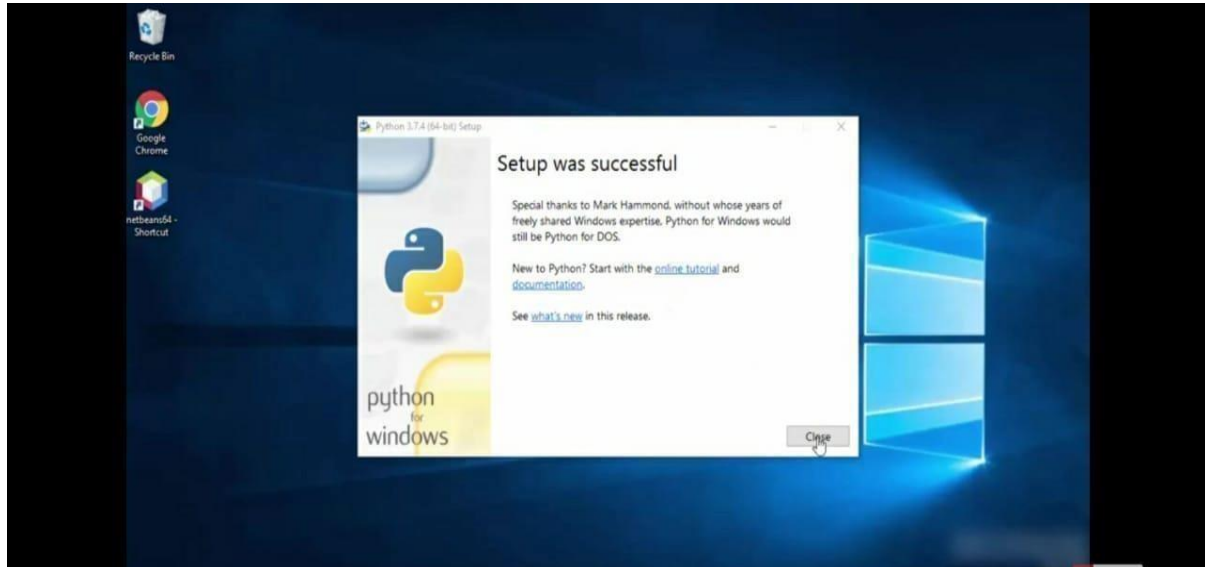 Recycle Bin
Google
Chrome
netbeans64 -
Shortcut
Python 3.7.4 (64-bit) Setup
Setup was successful
Special thanks to Mark Hammond, without whose years of
freely shared Windows expertise, Python for Windows would
still be Python for DOS.
New to Python? Start with the online tutorial and
documentation.
See what's new in this release.
python
for
windows
Close